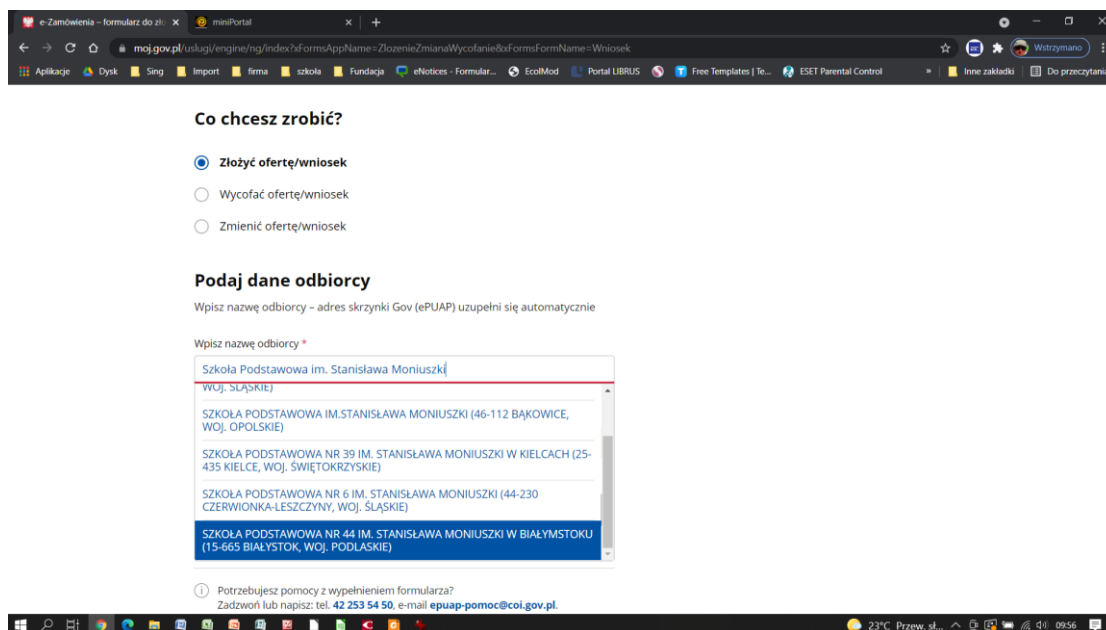 e-Zamówienia – formularz do zło
miniPortal
moj.gov.pl/uslugi/engine/ng/index?xFormsAppName=ZlozenieZmianaWycofanie&xFormsFormName=Wniosek
Wstrzymano
Aplikacje Dysk Sing Import firma szkoła Fundacja eNotices - Formular... EcolMod Portal LIBRUS Free Templates | Te... ESET Parental Control » Inne zakładki Do przeczytania
Co chcesz zrobić?
Złożyć ofertę/wniosek
Wycofać ofertę/wniosek
Zmienić ofertę/wniosek
Podaj dane odbiorcy
Wpisz nazwę odbiorcy – adres skrzynki Gov (ePUAP) uzupełni się automatycznie
Wpisz nazwę odbiorcy *
Szkoła Podstawowa im. Stanisława Moniuszki
WOJ. ŚLĄSKIE)
SZKOŁA PODSTAWOWA IM.STANISŁAWA MONIUSZKI (46-112 BĄKOWICE,
WOJ. OPOLSKIE)
SZKOŁA PODSTAWOWA NR 39 IM. STANISŁAWA MONIUSZKI W KIELCACH (25-
435 KIELCE, WOJ. ŚWIĘTOKRZYSKIE)
SZKOŁA PODSTAWOWA NR 6 IM. STANISŁAWA MONIUSZKI (44-230
CZERWIONKA-LESZCZYNY, WOJ. ŚLĄSKIE)
SZKOŁA PODSTAWOWA NR 44 IM. STANISŁAWA MONIUSZKI W BIAŁYMSTOKU
(15-665 BIAŁYSTOK, WOJ. PODLASKIE)
Potrzebujesz pomocy z wypełnieniem formularza?
Zadzwoń lub napisz: tel. 42 253 54 50, e-mail epuap-pomoc@coi.gov.pl.
23°C Przew. sł... 09:56